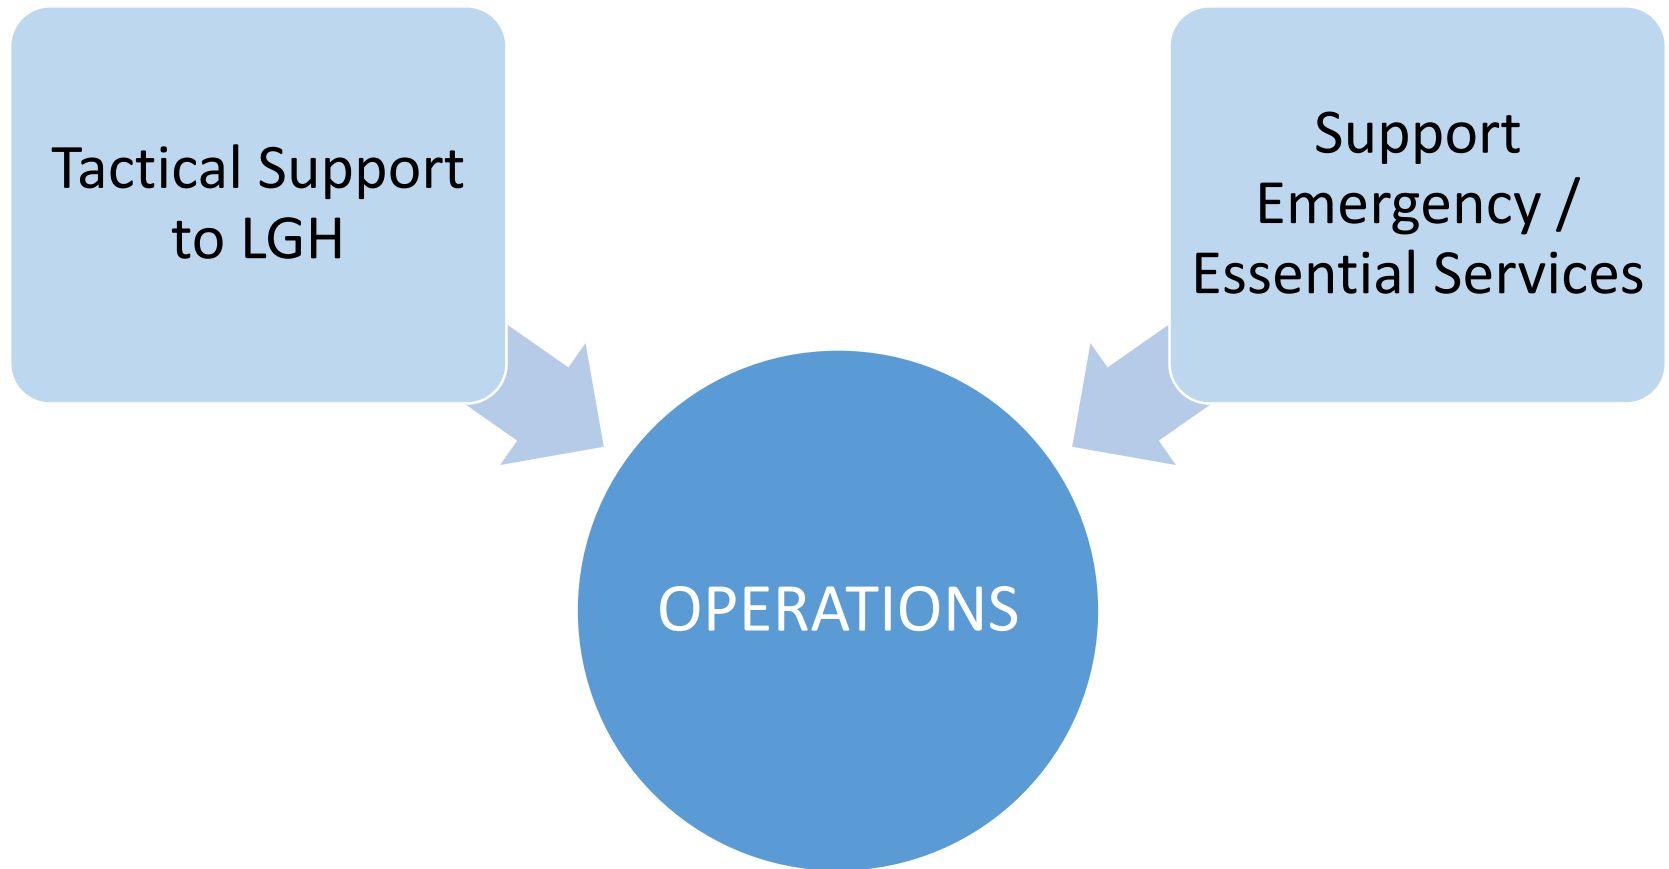 Tactical Support
to LGH
Support
Emergency /
Essential Services
OPERATIONS